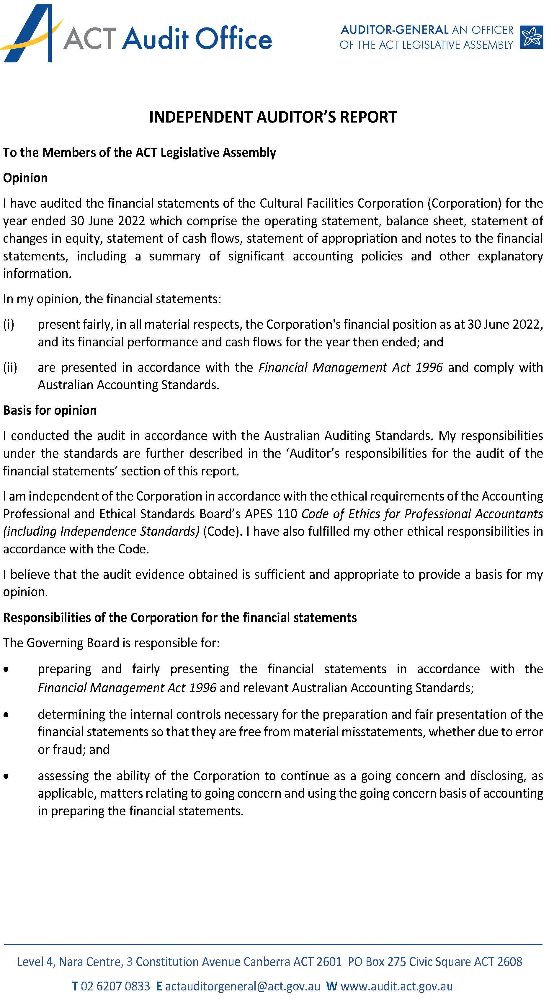 ACT Audit Office
AUDITOR-GENERAL AN OFFICER
OF THE ACT LEGISLATIVE ASSEMBLY
INDEPENDENT AUDITOR’S REPORT
To the Members of the ACT Legislative Assembly
Opinion
I have audited the financial statements of the Cultural Facilities Corporation (Corporation) for the
year ended 30 June 2022 which comprise the operating statement, balance sheet, statement of
changes in equity, statement of cash flows, statement of appropriation and notes to the financial
statements, including a summary of significant accounting policies and other explanatory
information.
In my opinion, the financial statements:
(i) present fairly, in all material respects, the Corporation's financial position as at 30 June 2022,
and its financial performance and cash flows for the year then ended; and
(ii) are presented in accordance with the Financial Management Act 1996 and comply with
Australian Accounting Standards.
Basis for opinion
I conducted the audit in accordance with the Australian Auditing Standards. My responsibilities
under the standards are further described in the ‘Auditor’s responsibilities for the audit of the
financial statements’ section of this report.
I am independent of the Corporation in accordance with the ethical requirements of the Accounting
Professional and Ethical Standards Board’s APES 110 Code of Ethics for Professional Accountants
(including Independence Standards) (Code). I have also fulfilled my other ethical responsibilities in
accordance with the Code.
I believe that the audit evidence obtained is sufficient and appropriate to provide a basis for my
opinion.
Responsibilities of the Corporation for the financial statements
The Governing Board is responsible for:
• preparing and fairly presenting the financial statements in accordance with the
Financial Management Act 1996 and relevant Australian Accounting Standards;
• determining the internal controls necessary for the preparation and fair presentation of the
financial statements so that they are free from material misstatements, whether due to error
or fraud; and
• assessing the ability of the Corporation to continue as a going concern and disclosing, as
applicable, matters relating to going concern and using the going concern basis of accounting
in preparing the financial statements.
Level 4, Nara Centre, 3 Constitution Avenue Canberra ACT 2601 PO Box 275 Civic Square ACT 2608
T 02 6207 0833 E actauditorgeneral@act.gov.au W www.audit.act.gov.au